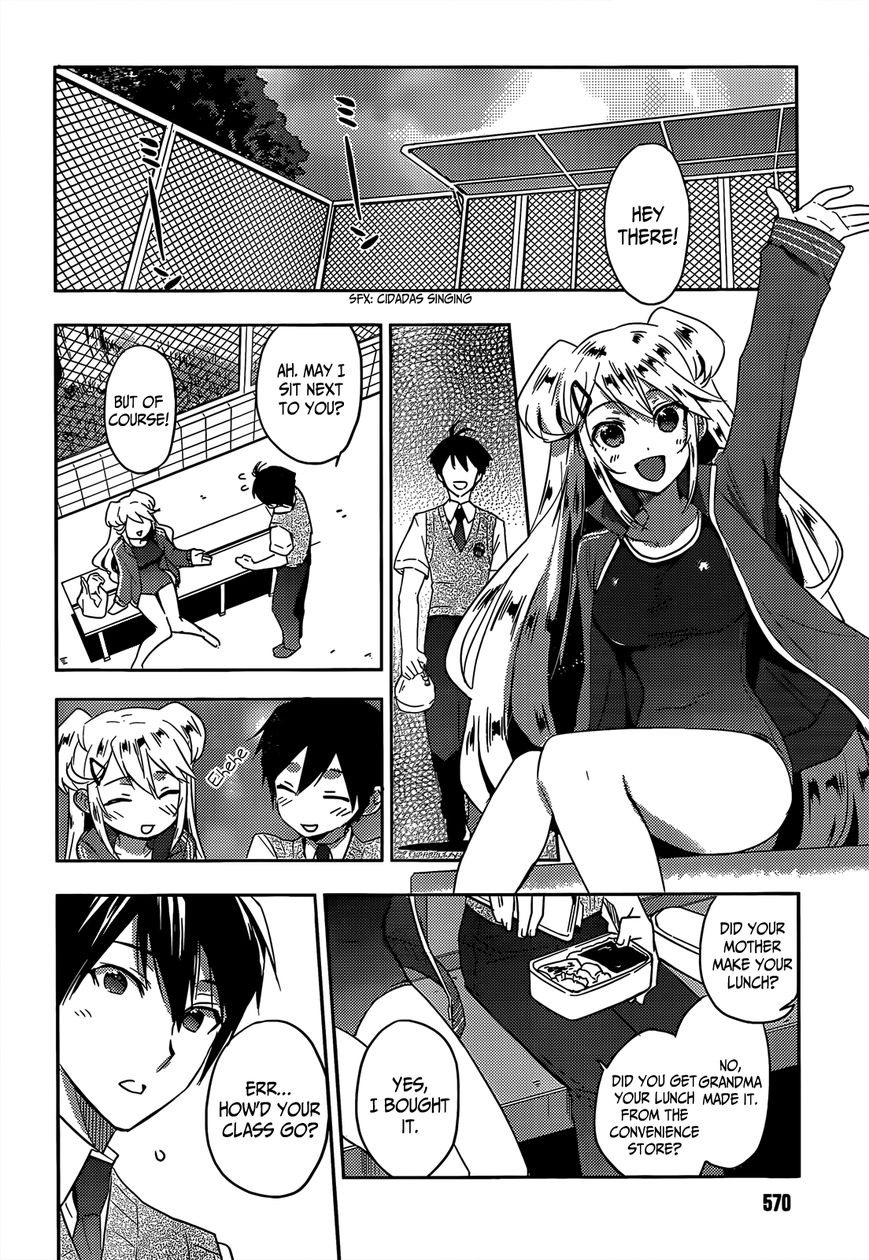 HEY
THERE!
SFX: CIDADAS SINGING
AH. MAY I
SIT NEXT
TO YOU?
BUT OF
COURSE!
Ehehe
DID YOUR
MOTHER
MAKE YOUR
LUNCH?
NO,
GRANDMA
MADE IT.
DID YOU GET
YOUR LUNCH
FROM THE
CONVENIENCE
STORE?
YES,
I BOUGHT
IT.
ERR...
HOW'D YOUR
CLASS GO?
570